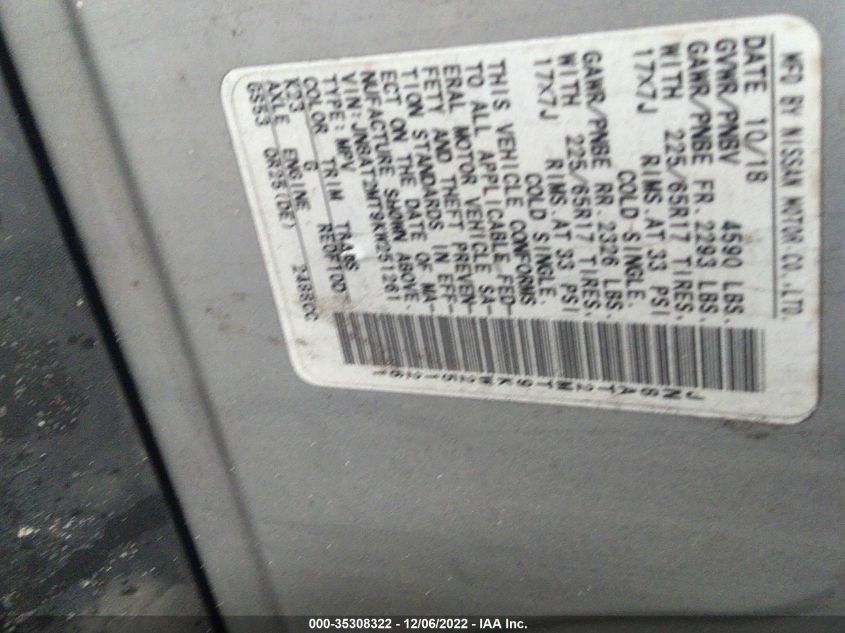 MFD BY NISSAN MOTOR CO.,LTD.
DATE 10/18
GVWR/PNBV 4590 LBS.
GAWR/PNBE FR. 2293 LBS.
WITH 225/65R17 TIRES,
17X7J RIMS.AT 33 PSI
COLD SINGLE.
GAWR/PNBE RR. 2326 LBS.
WITH 225/65R17 TIRES,
17X7J RIMS.AT 33 PSI
COLD SINGLE.
THIS VEHICLE CONFORMS
TO ALL APPLICABLE FED-
ERAL MOTOR VEHICLE SA-
FETY AND THEFT PREVEN-
TION STANDARDS IN EFF-
ECT ON THE DATE OF MA-
NUFACTURE SHOWN ABOVE.
VIN: JN8AT2MT9KW251261
TYPE: MPV
COLOR TRIM TRANS
K23 G
AXLE ENGINE
GS53 QR25(DE) 2488CC
JN8AT2MT9KW251261
000-35308322 - 12/06/2022 - IAA Inc.